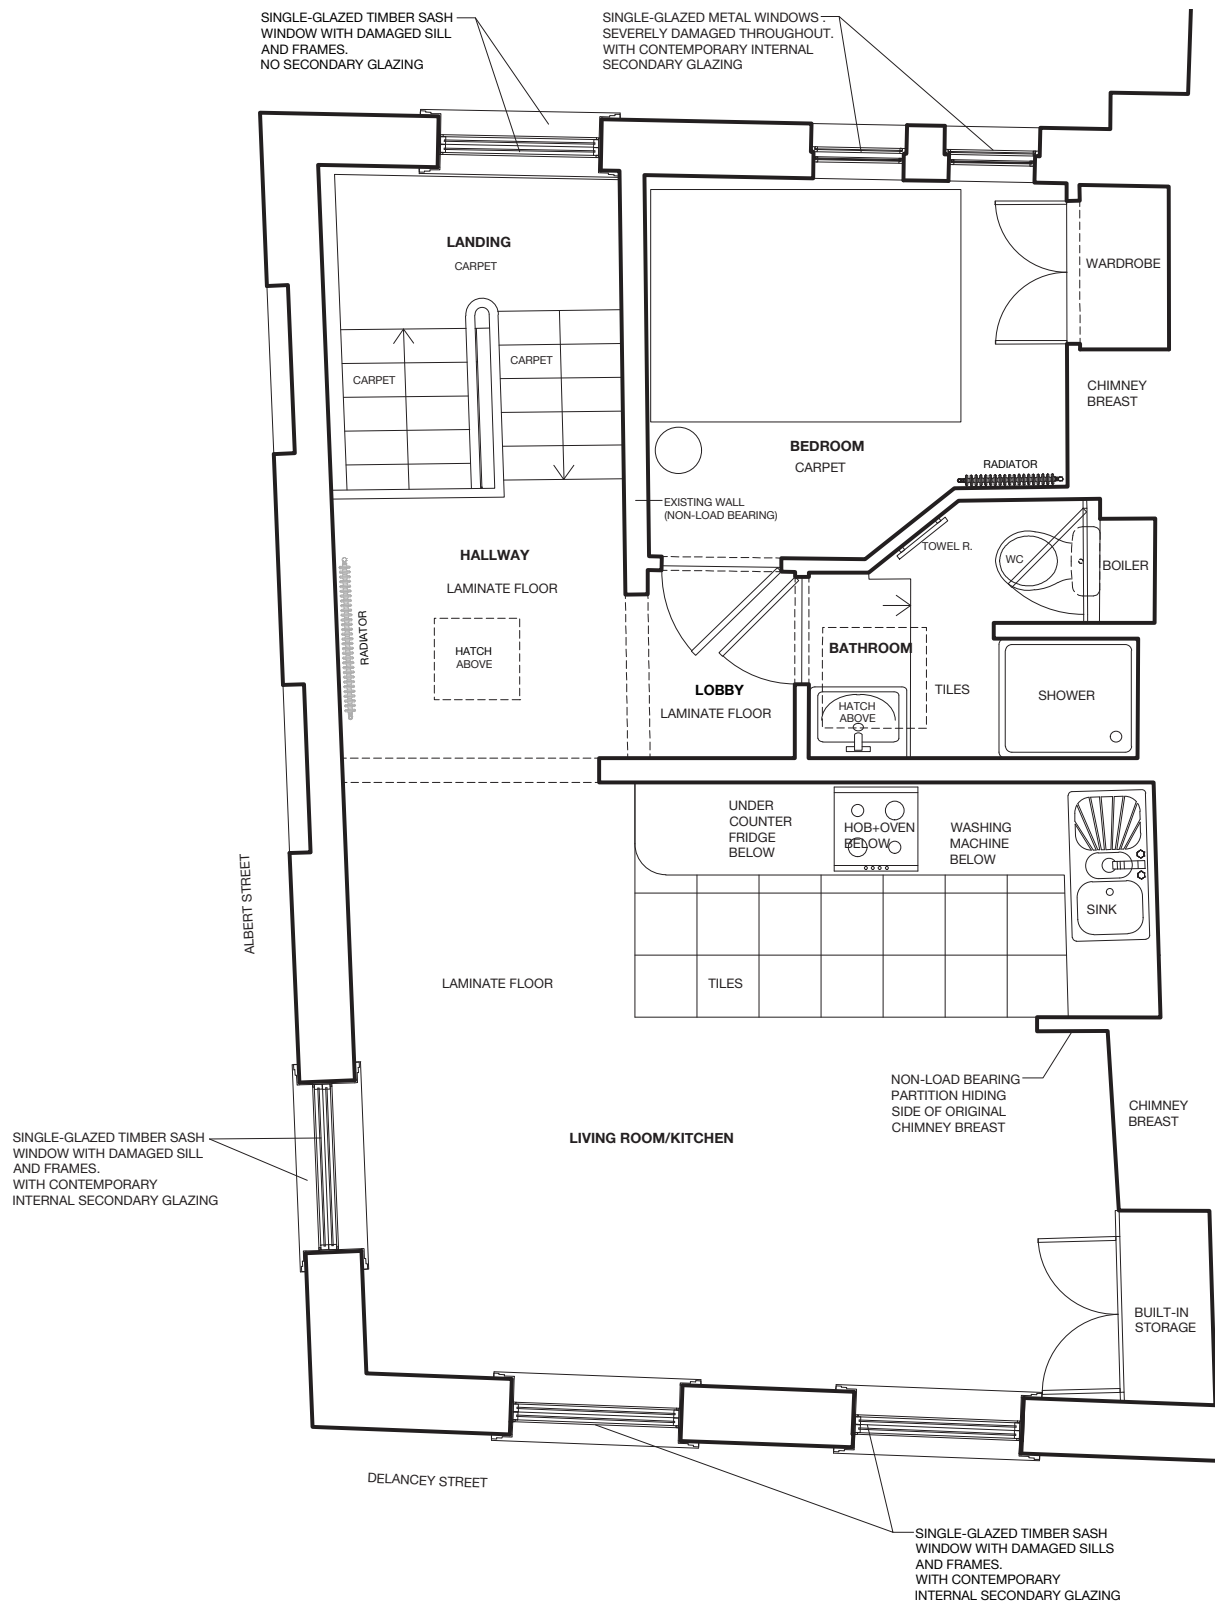 SINGLE-GLAZED TIMBER SASH
WINDOW WITH DAMAGED SILL
AND FRAMES.
NO SECONDARY GLAZING
SINGLE-GLAZED METAL WINDOWS .
SEVERELY DAMAGED THROUGHOUT.
WITH CONTEMPORARY INTERNAL
SECONDARY GLAZING
LANDING
CARPET
WARDROBE
CARPET
CARPET
CHIMNEY
BREAST
BEDROOM
CARPET
RADIATOR
EXISTING WALL
(NON-LOAD BEARING)
TOWEL R.
WC
BOILER
HALLWAY
LAMINATE FLOOR
RADIATOR
HATCH
ABOVE
BATHROOM
LOBBY
LAMINATE FLOOR
TILES
HATCH
ABOVE
SHOWER
UNDER
COUNTER
FRIDGE
BELOW
HOB+OVEN
BELOW
WASHING
MACHINE
BELOW
SINK
ALBERT STREET
LAMINATE FLOOR
TILES
NON-LOAD BEARING
PARTITION HIDING
SIDE OF ORIGINAL
CHIMNEY BREAST
CHIMNEY
BREAST
SINGLE-GLAZED TIMBER SASH
WINDOW WITH DAMAGED SILL
AND FRAMES.
WITH CONTEMPORARY
INTERNAL SECONDARY GLAZING
LIVING ROOM/KITCHEN
BUILT-IN
STORAGE
DELANCEY STREET
SINGLE-GLAZED TIMBER SASH
WINDOW WITH DAMAGED SILLS
AND FRAMES.
WITH CONTEMPORARY
INTERNAL SECONDARY GLAZING